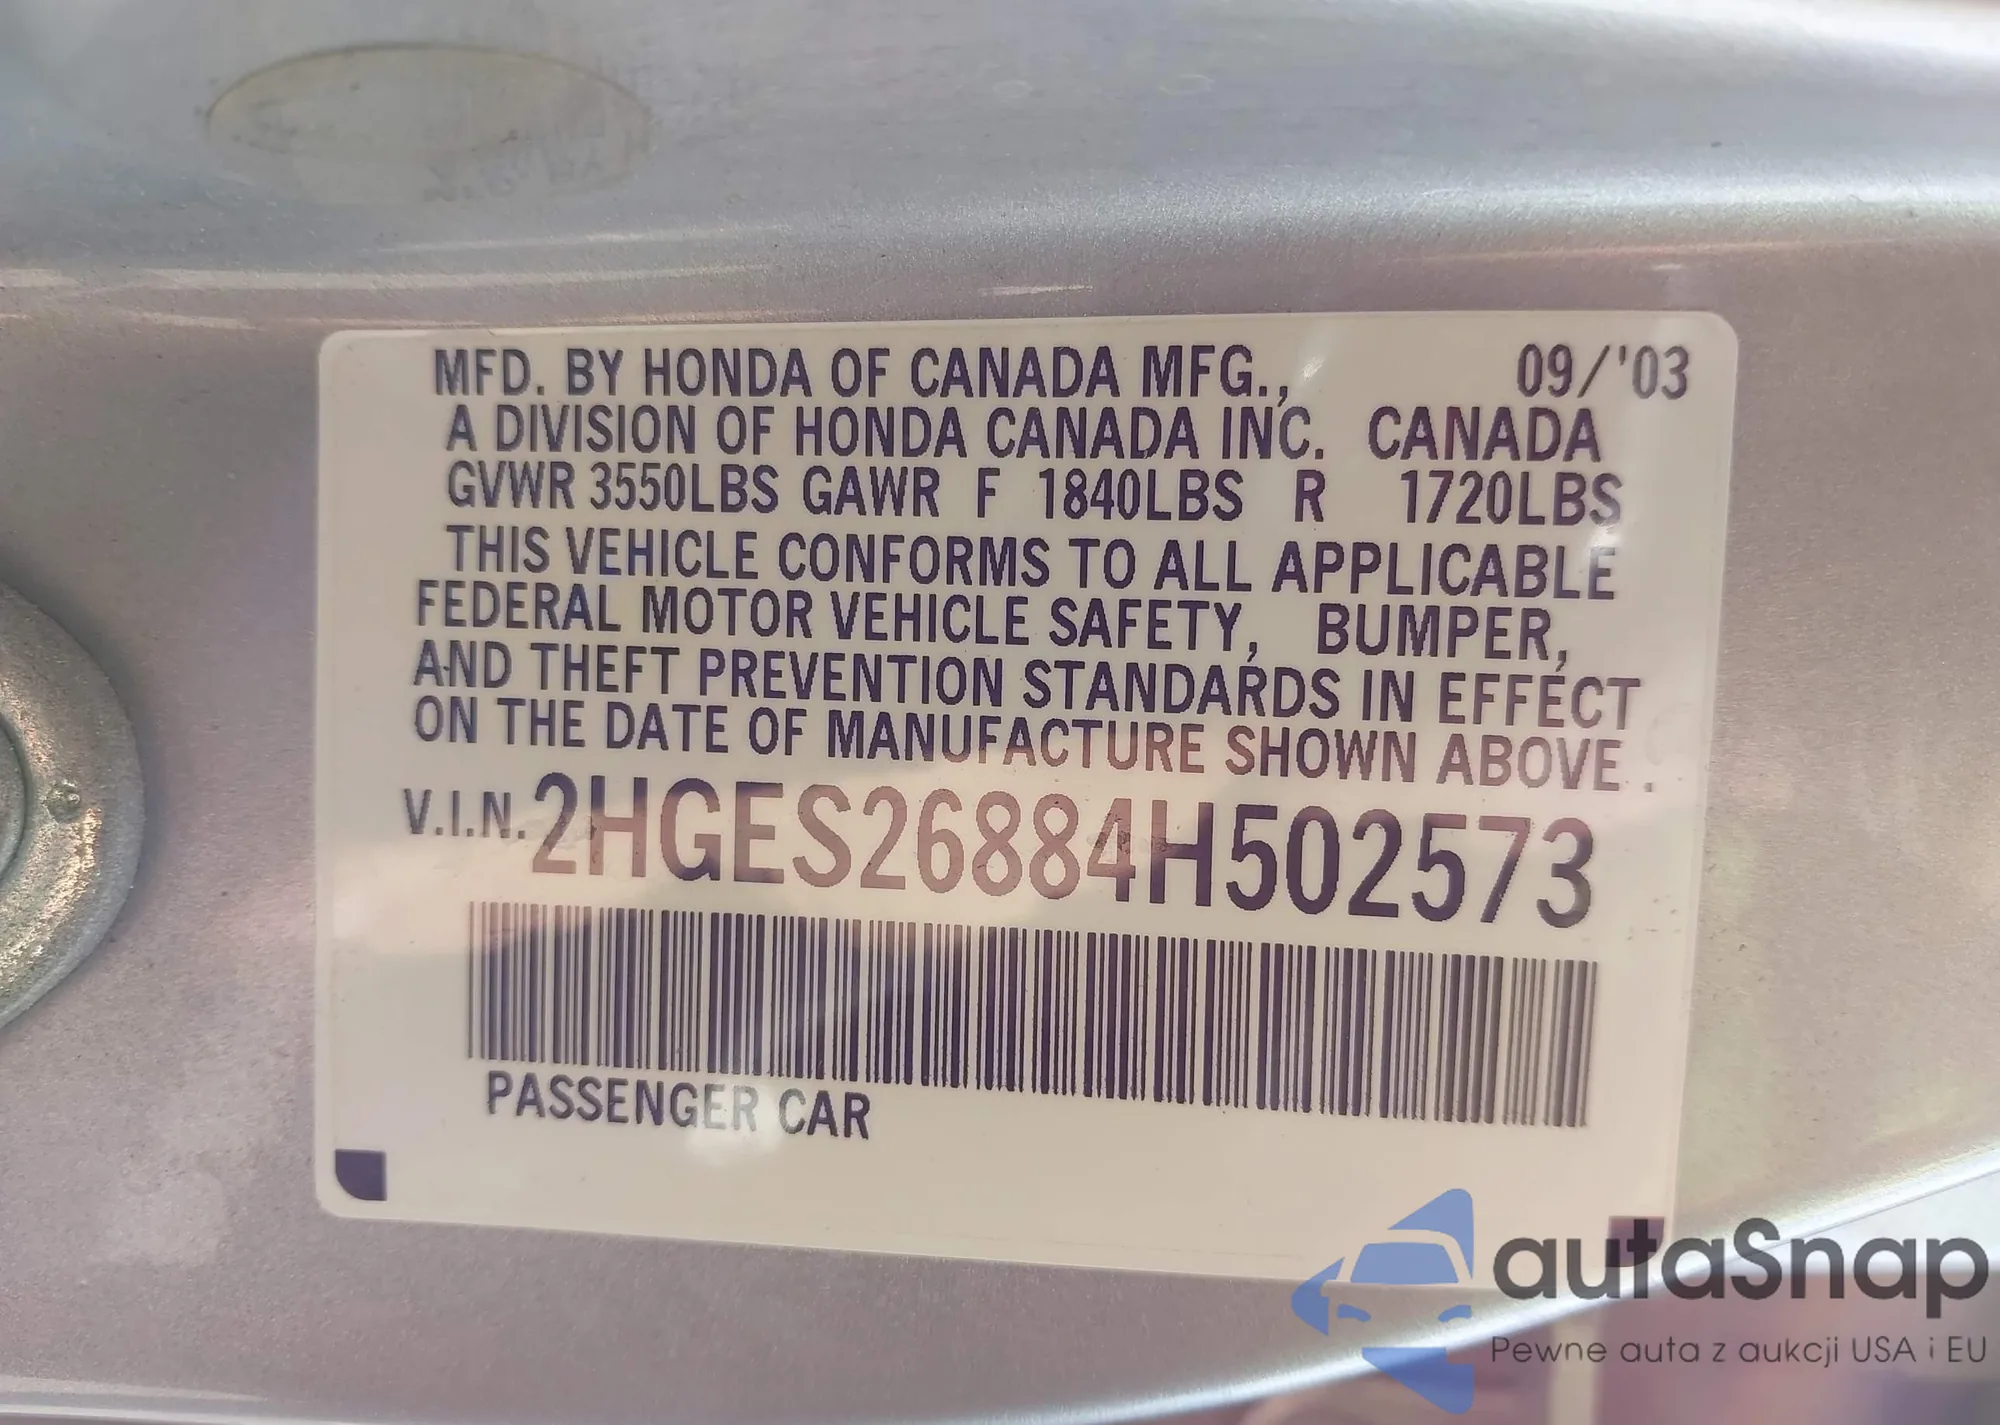 MFD. BY HONDA OF CANADA MFG., 09/'03
A DIVISION OF HONDA CANADA INC. CANADA
GVWR 3550LBS GAWR F 1840LBS R 1720LBS
THIS VEHICLE CONFORMS TO ALL APPLICABLE
FEDERAL MOTOR VEHICLE SAFETY, BUMPER,
AND THEFT PREVENTION STANDARDS IN EFFECT
ON THE DATE OF MANUFACTURE SHOWN ABOVE.
V.I.N. 2HGES26884H502573
PASSENGER CAR
autaSnap
Pewne auta z aukcji USA i EU